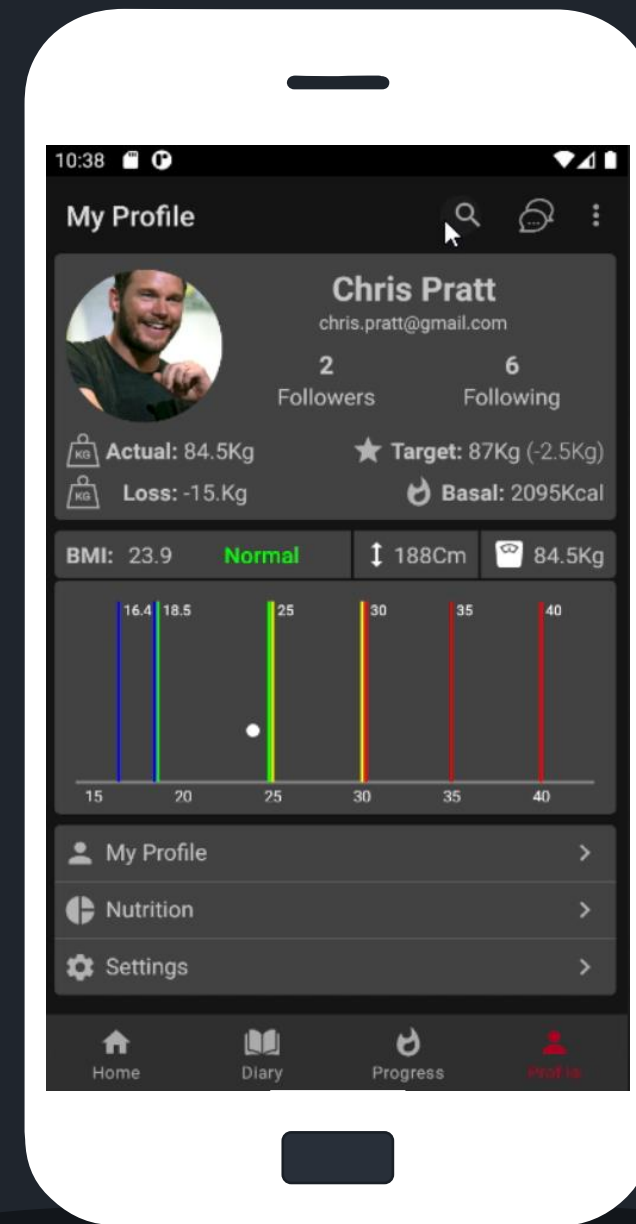 10:38
My Profile
Chris Pratt
chris.pratt@gmail.com
2 6
Followers Following
KG Actual: 84.5Kg Target: 87Kg (-2.5Kg)
KG Loss: -15.Kg Basal: 2095Kcal
BMI: 23.9 Normal 188Cm 84.5Kg
16.4 18.5 25 30 35 40
15 20 25 30 35 40
My Profile
Nutrition
Settings
Home Diary Progress Profile